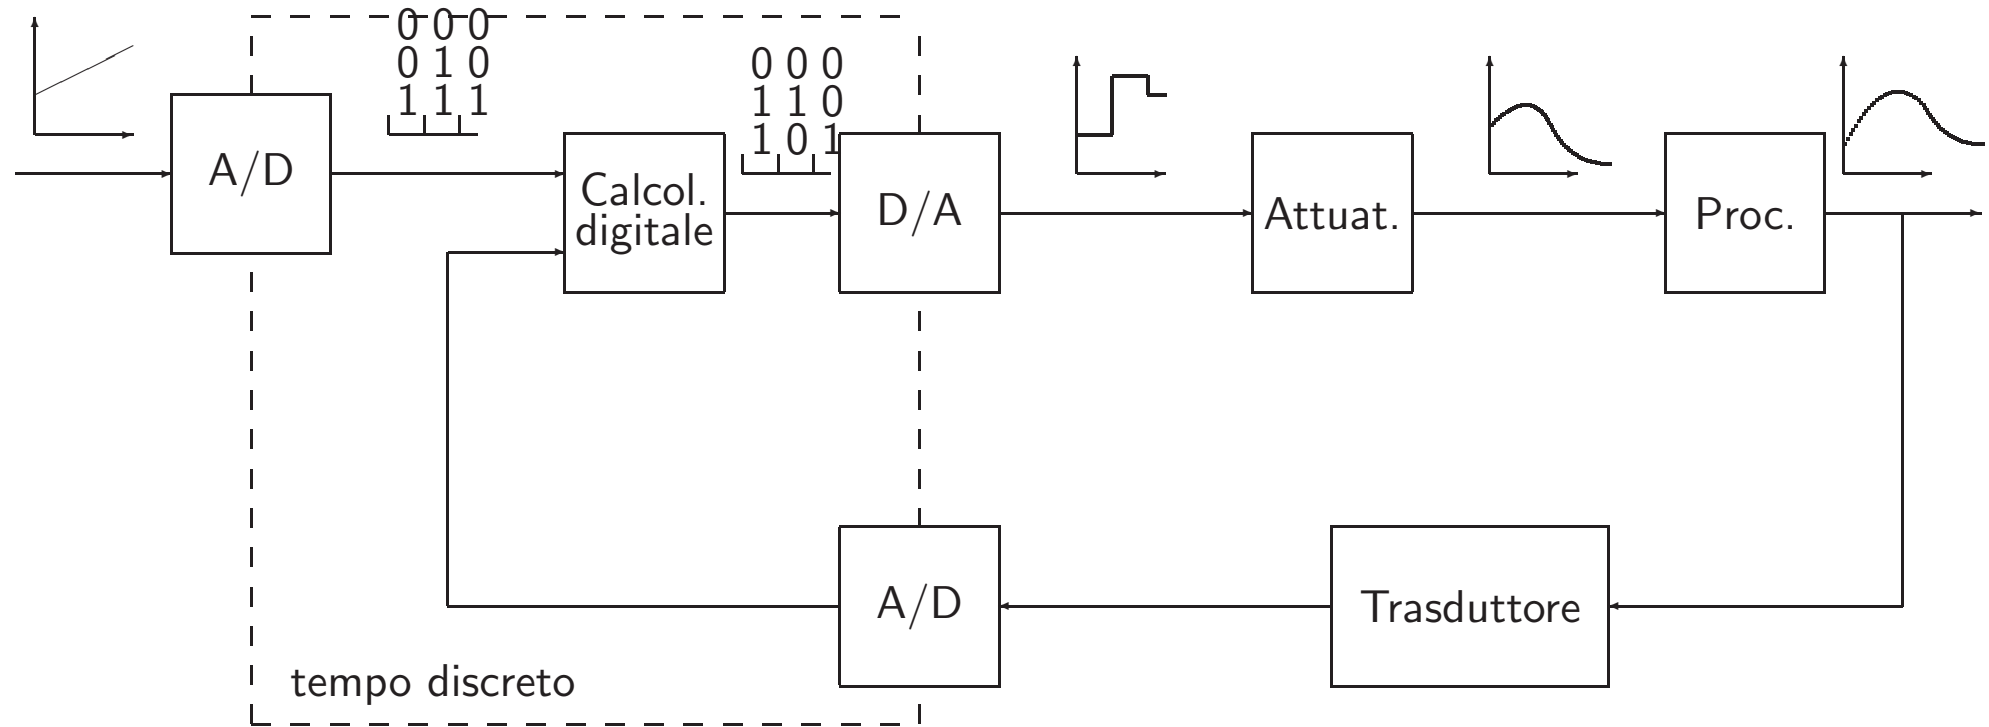 0 0 0
0 1 0
1 1 1
0 0 0
1 1 0
1 0 1
A/D
Calcol.
digitale
D/A
Attuat.
Proc.
A/D
Trasduttore
tempo discreto